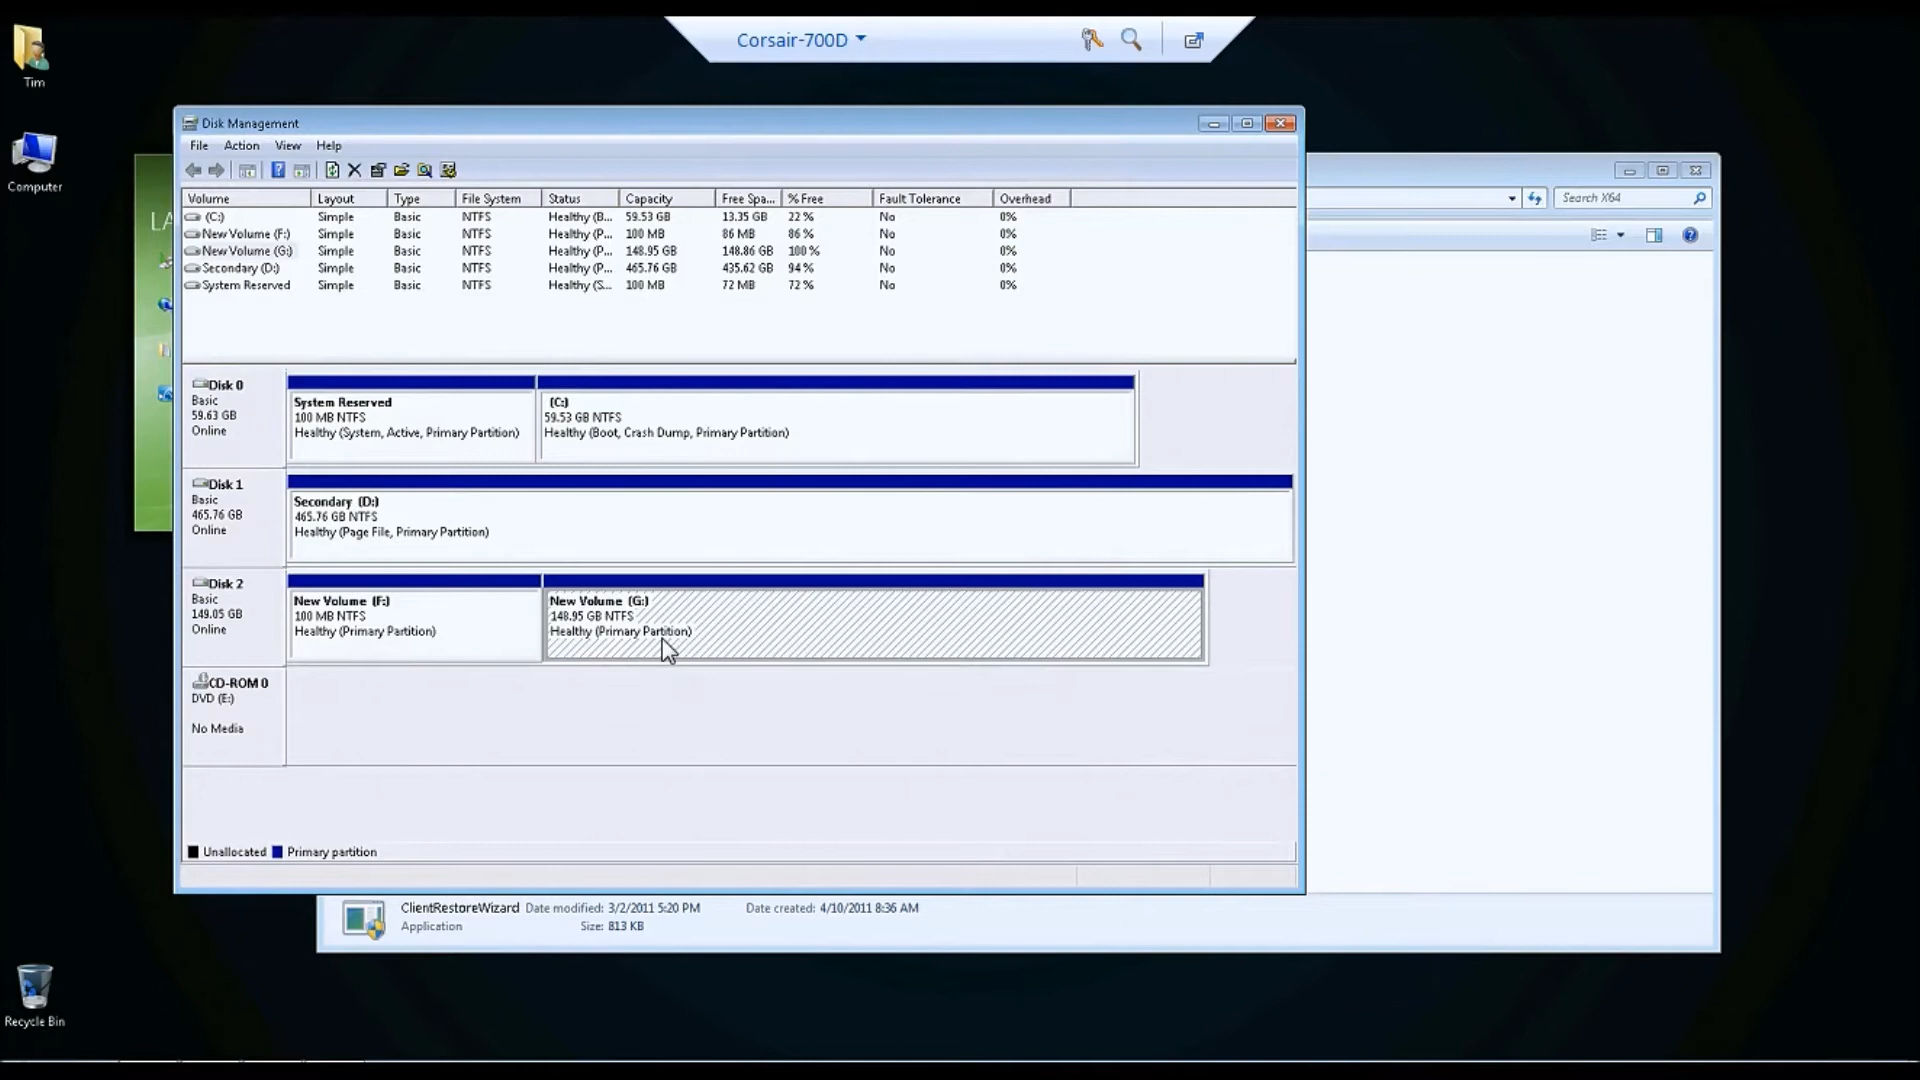 Corsair-700D
Tim
Computer
Recycle Bin
LA
Disk Management
File Action View Help
Volume Layout Type File System Status Capacity Free Spa... % Free Fault Tolerance Overhead
(C:) Simple Basic NTFS Healthy (B... 59.53 GB 13.35 GB 22 % No 0%
New Volume (F:) Simple Basic NTFS Healthy (P... 100 MB 86 MB 86 % No 0%
New Volume (G:) Simple Basic NTFS Healthy (P... 148.95 GB 148.86 GB 100 % No 0%
Secondary (D:) Simple Basic NTFS Healthy (P... 465.76 GB 435.62 GB 94 % No 0%
System Reserved Simple Basic NTFS Healthy (S... 100 MB 72 MB 72 % No 0%
Disk 0
Basic
59.63 GB
Online
System Reserved
100 MB NTFS
Healthy (System, Active, Primary Partition)
(C:)
59.53 GB NTFS
Healthy (Boot, Crash Dump, Primary Partition)
Disk 1
Basic
465.76 GB
Online
Secondary (D:)
465.76 GB NTFS
Healthy (Page File, Primary Partition)
Disk 2
Basic
149.05 GB
Online
New Volume (F:)
100 MB NTFS
Healthy (Primary Partition)
New Volume (G:)
148.95 GB NTFS
Healthy (Primary Partition)
CD-ROM 0
DVD (E:)
No Media
Unallocated Primary partition
Search X64
ClientRestoreWizard Date modified: 3/2/2011 5:20 PM Date created: 4/10/2011 8:36 AM
Application Size: 813 KB